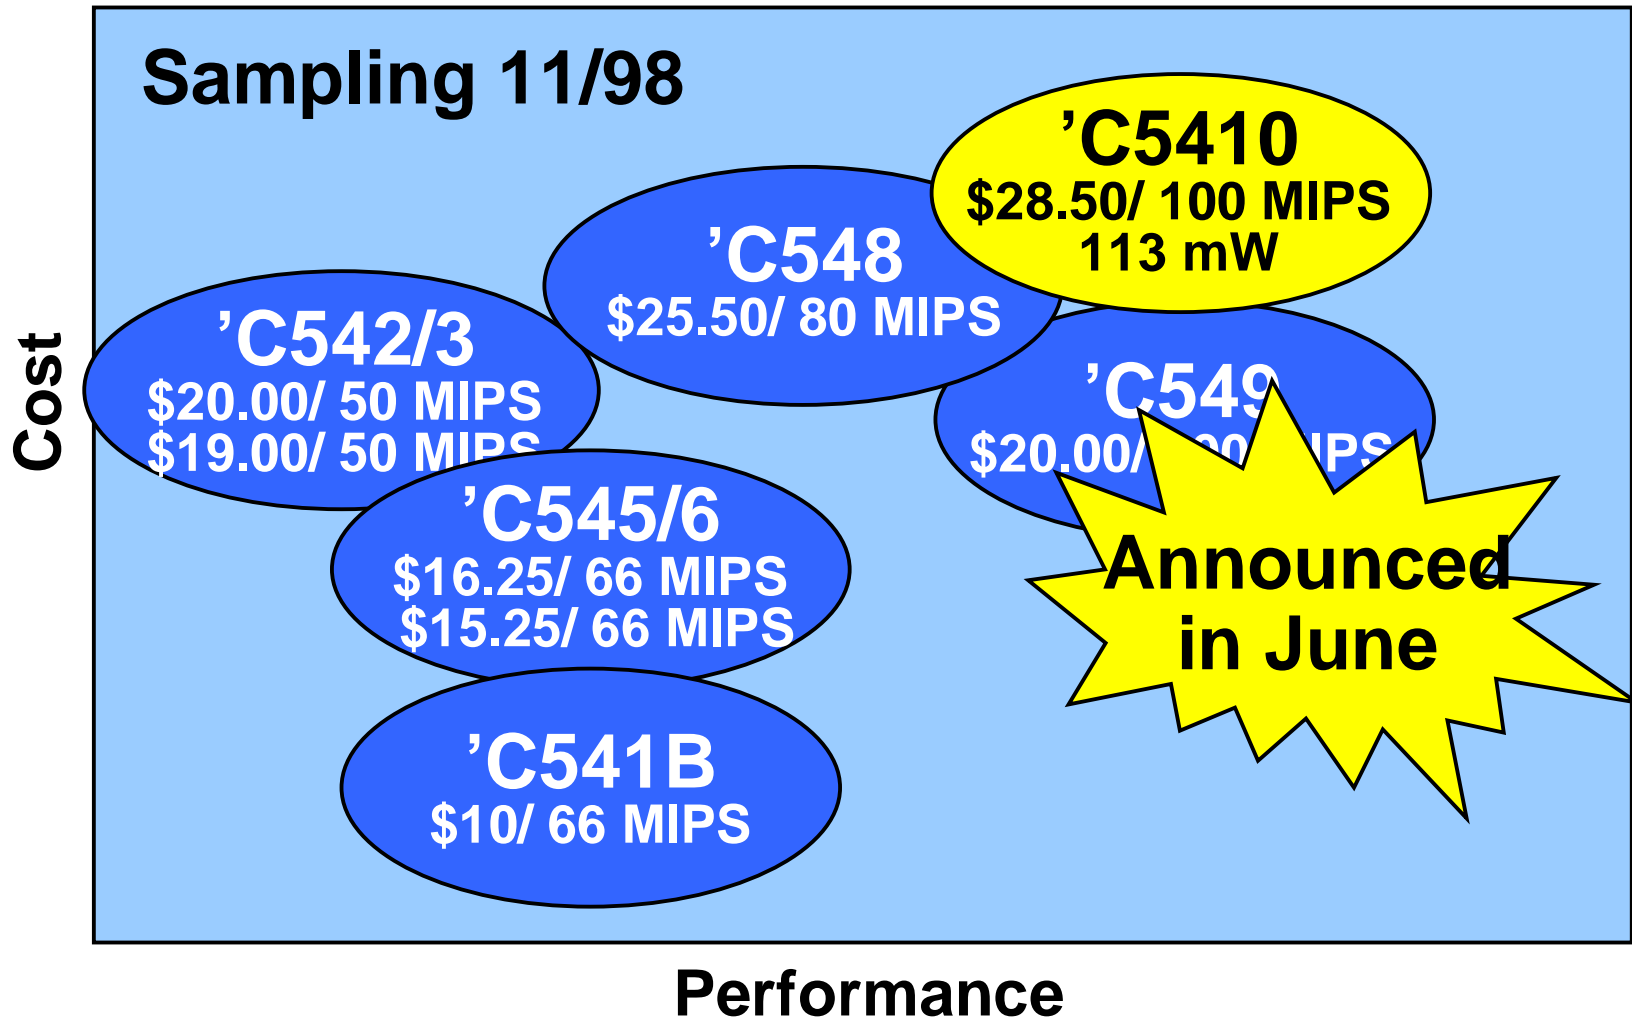 Sampling 11/98
’C5410
$28.50/ 100 MIPS
113 mW
’C548
$25.50/ 80 MIPS
’C542/3
$20.00/ 50 MIPS
$19.00/ 50 MIPS
’C549
$20.00/
’C545/6
$16.25/ 66 MIPS
$15.25/ 66 MIPS
Announced
in June
’C541B
$10/ 66 MIPS
Cost
Performance